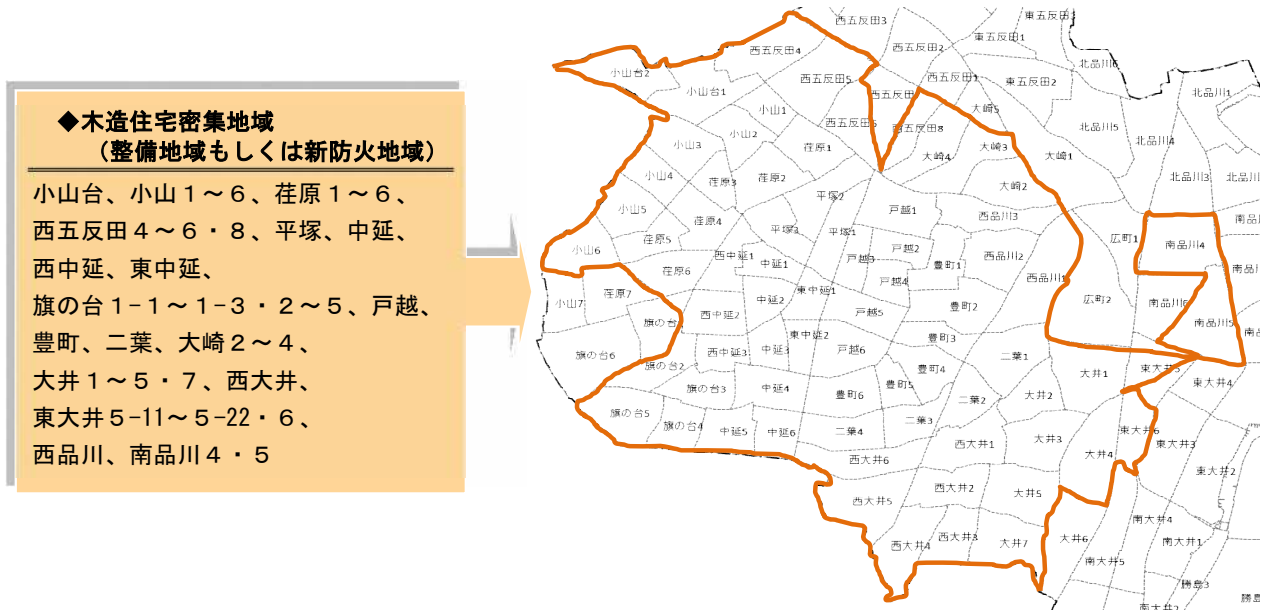 ◆木造住宅密集地域
（整備地域もしくは新防火地域）
小山台、小山１～６、荏原１～６、
西五反田４～６・８、平塚、中延、
西中延、東中延、
旗の台１-１～１-３・２～５、戸越、
豊町、二葉、大崎２～４、
大井１～５・７、西大井、
東大井５-11～５-22・６、
西品川、南品川４・５
西五反田3
東五反田3
西五反田4
西五反田2
東五反田1
北品川6
小山台2
西五反田5
西五反田1
東五反田2
小山台1
西五反田
北品川1
小山1
大崎5
西五反田6
西五反田8
北品川5
小山2
北品川4
小山3
荏原1
大崎3
大崎4
大崎1
小山4
荏原3
荏原2
北品川3
北品川
大崎2
平塚2
小山5
荏原4
戸越1
西品川3
南品川
平塚3
平塚1
荏原5
広町1
南品川4
小山6
西中延1
戸越2
戸越3
西品川2
中延1
豊町1
荏原6
南品川
西品川1
戸越4
荏原7
東中延1
小山7
中延2
広町2
南品川6
豊町2
西中延2
戸越5
旗の台
南品川5
東中延2
豊町3
旗の台6
西中延3
中延3
戸越6
二葉1
旗の台2
豊町4
大井1
東大井5
東大井4
豊町5
旗の台3
中延4
豊町6
大井2
二葉2
旗の台5
旗の台4
中延5
中延6
二葉4
二葉3
東大井6
大井3
西大井1
東大井3
大井4
西大井6
東大井2
西大井2
大井5
西大井5
南大井4
大井6
西大井3
南大井1
西大井4
大井7
南大井5
勝島3
勝島
南大井2